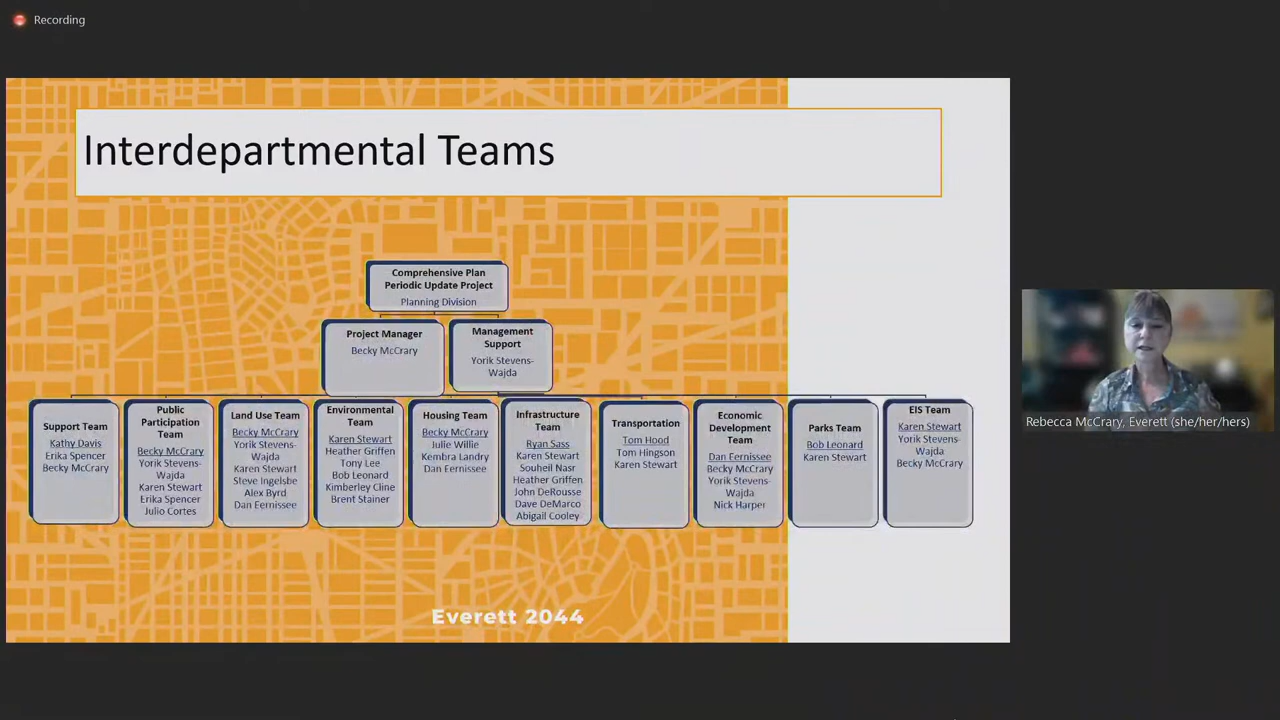 Recording
Interdepartmental Teams
Comprehensive Plan
Periodic Update Project
Planning Division
Project Manager
Becky McCrary
Management
Support
Yorik Stevens-
Wajda
Support Team
Kathy Davis
Erika Spencer
Becky McCrary
Public
Participation
Team
Becky McCrary
Yorik Stevens-
Wajda
Karen Stewart
Erika Spencer
Julio Cortes
Land Use Team
Becky McCrary
Yorik Stevens-
Wajda
Karen Stewart
Steve Ingelsbe
Alex Byrd
Dan Eernissee
Environmental
Team
Karen Stewart
Heather Griffen
Tony Lee
Bob Leonard
Kimberley Cline
Brent Stainer
Housing Team
Becky McCrary
Julie Willie
Kembra Landry
Dan Eernissee
Infrastructure
Team
Ryan Sass
Karen Stewart
Souheil Nasr
Heather Griffen
John DeRousse
Dave DeMarco
Abigail Cooley
Transportation
Tom Hood
Tom Hingson
Karen Stewart
Economic
Development
Team
Dan Eernissee
Becky McCrary
Yorik Stevens-
Wajda
Nick Harper
Parks Team
Bob Leonard
Karen Stewart
EIS Team
Karen Stewart
Yorik Stevens-
Wajda
Becky McCrary
Rebecca McCrary, Everett (she/her/hers)
Everett 2044